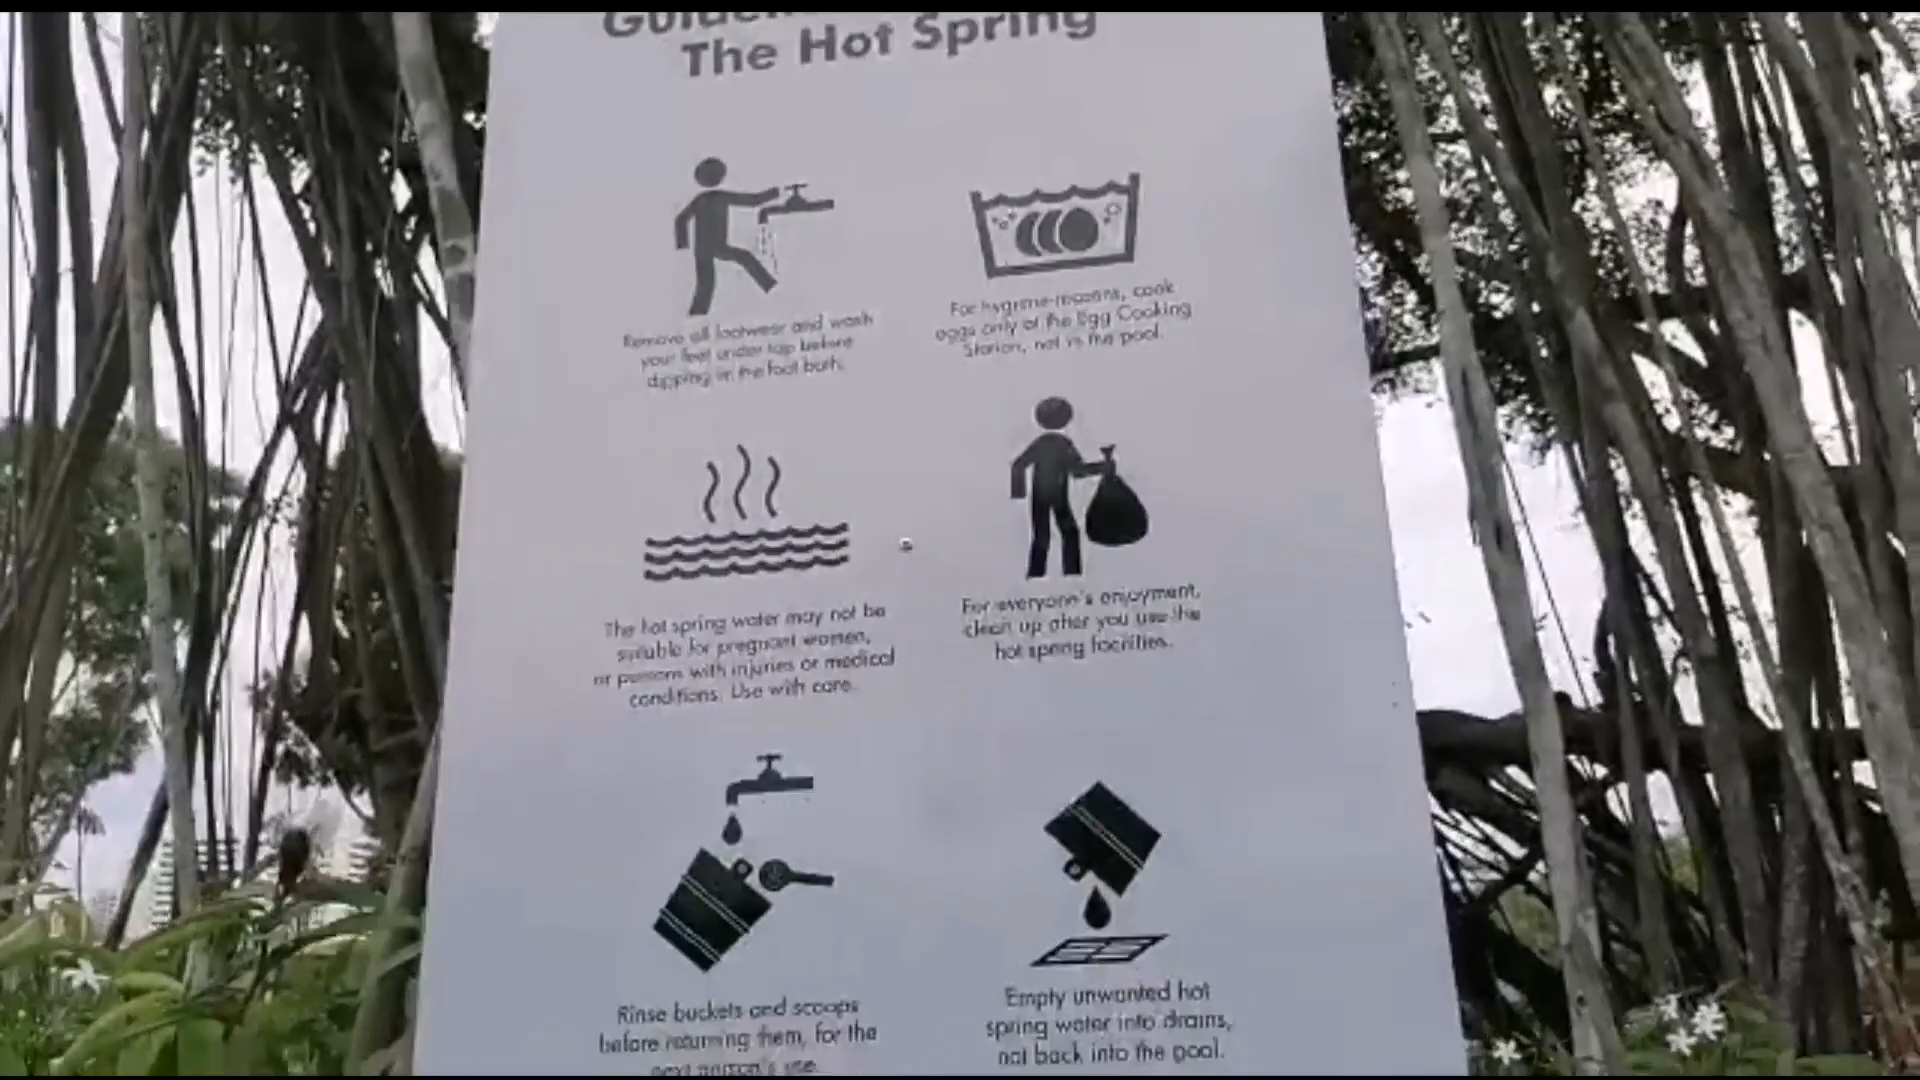 The Hot Spring
Remove all footwear and wash
your feet under tap before
dipping in the foot bath.
For hygiene reasons, cook
eggs only at the Egg Cooking
Station, not in the pool.
The hot spring water may not be
suitable for pregnant women,
or persons with injuries or medical
conditions. Use with care.
For everyone's enjoyment,
clean up after you use the
hot spring facilities.
Rinse buckets and scoops
before returning them, for the
next person's use.
Empty unwanted hot
spring water into drains,
not back into the pool.